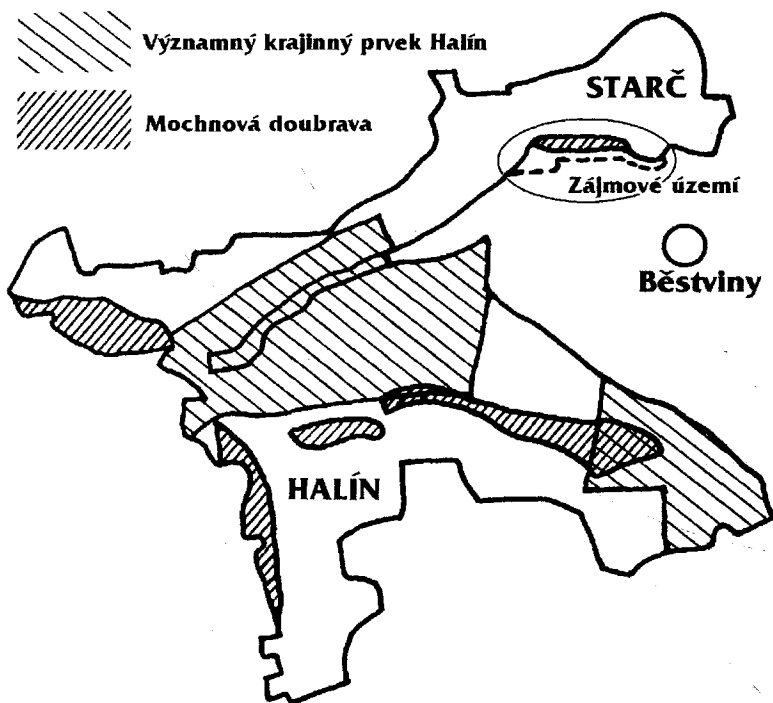 Významný krajinný prvek Halín
Mochnová doubrava
STARČ
Zájmové území
Běstviny
HALÍN